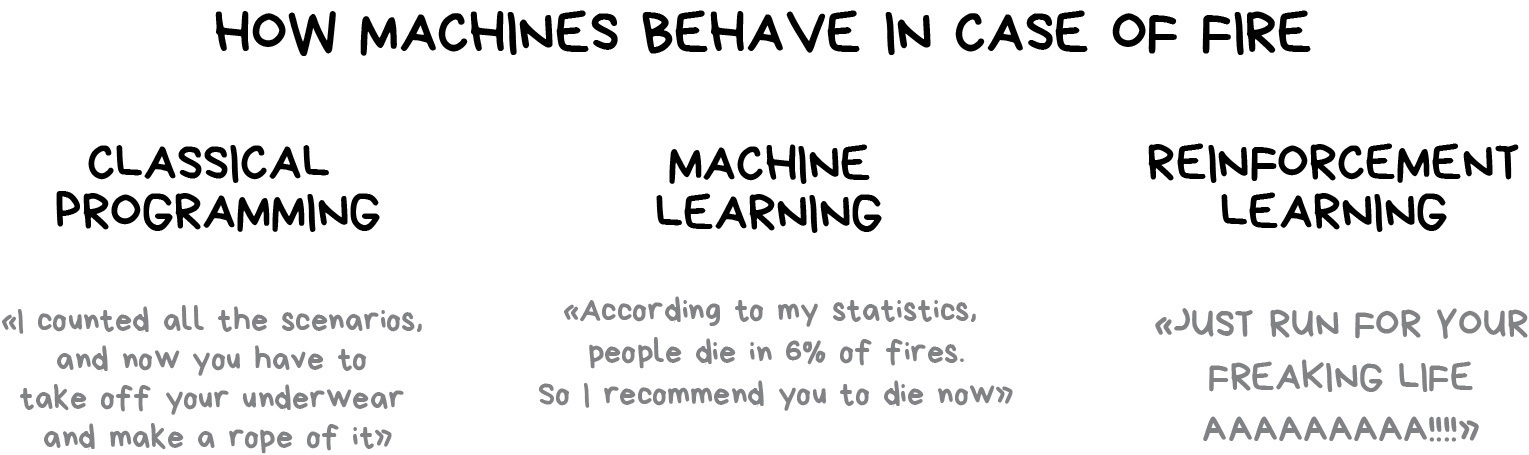 HOW MACHINES BEHAVE IN CASE OF FIRE
CLASSICAL
PROGRAMMING
«I counted all the scenarios,
and now you have to
take off your underwear
and make a rope of it»
MACHINE
LEARNING
«According to my statistics,
people die in 6% of fires.
So I recommend you to die now»
REINFORCEMENT
LEARNING
«JUST RUN FOR YOUR
FREAKING LIFE
AAAAAAAAA!!!!»